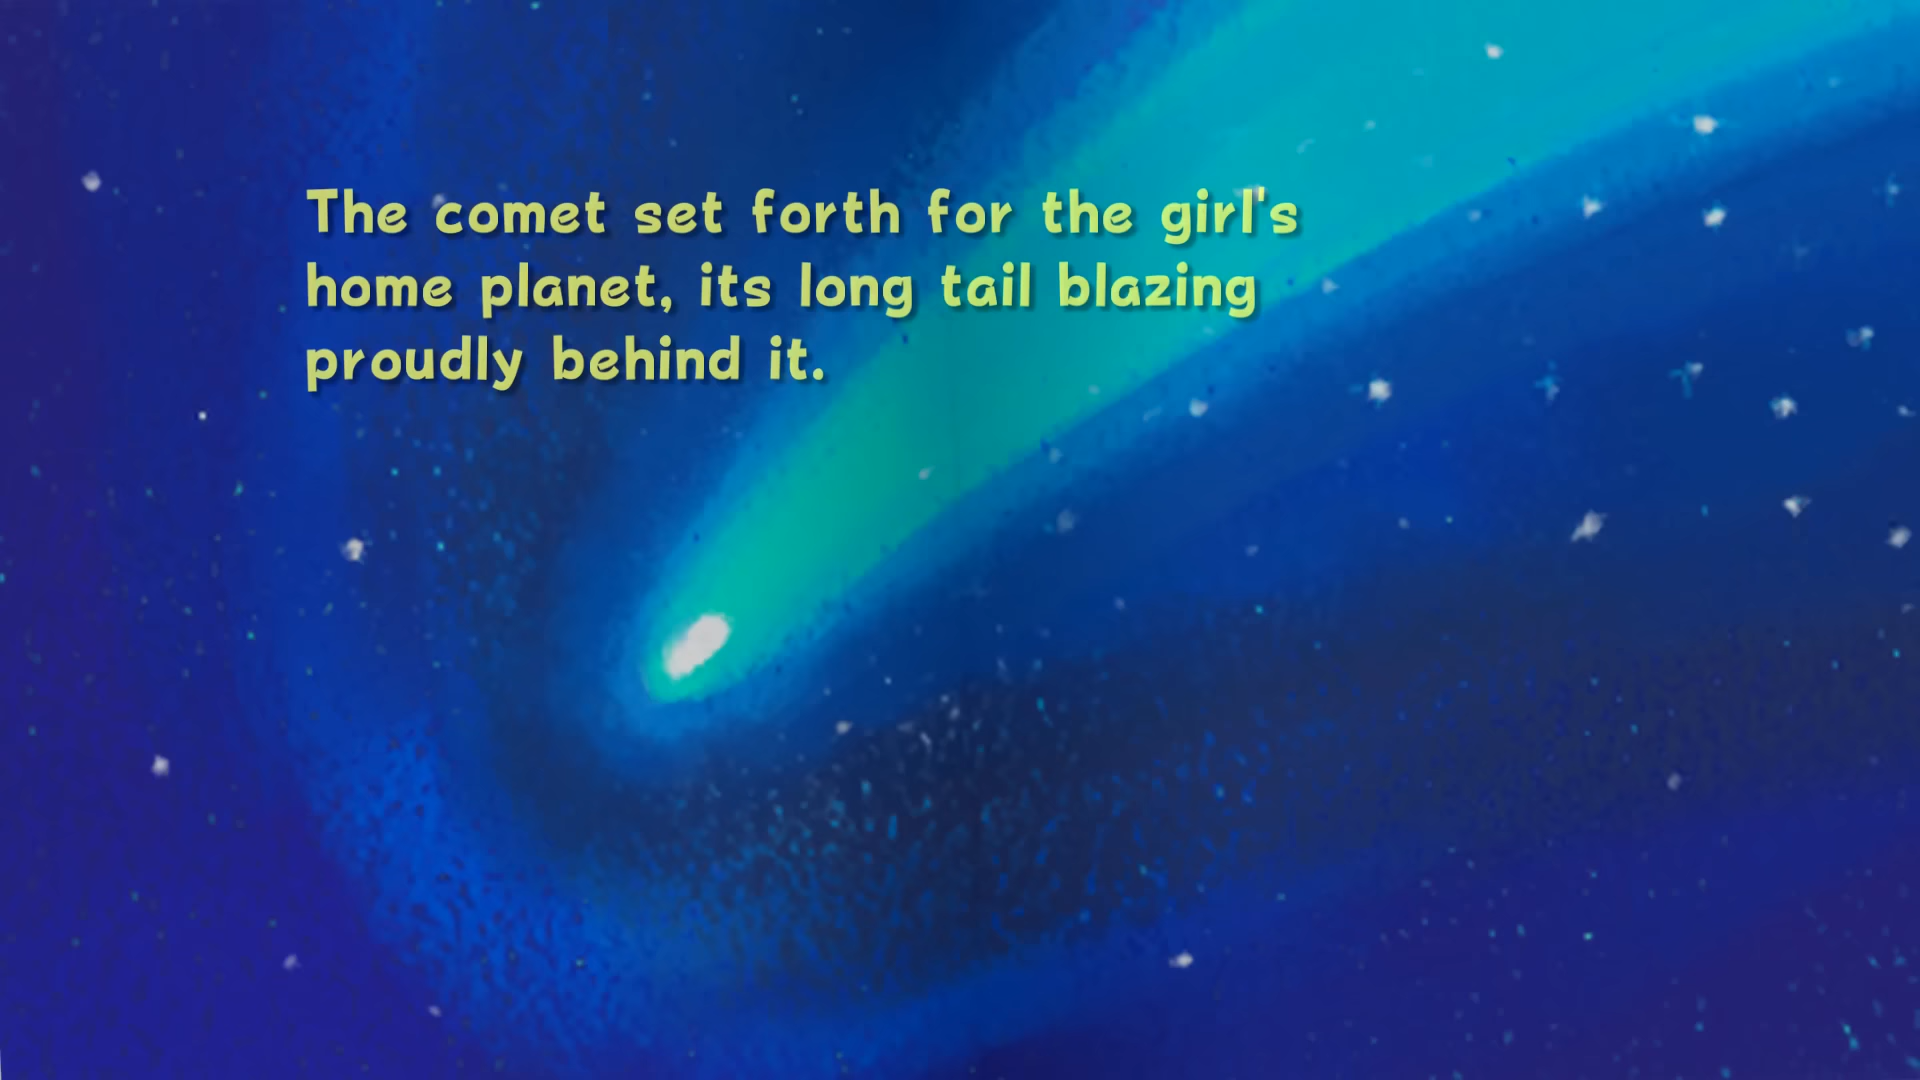 The comet set forth for the girl's
home planet, its long tail blazing
proudly behind it.